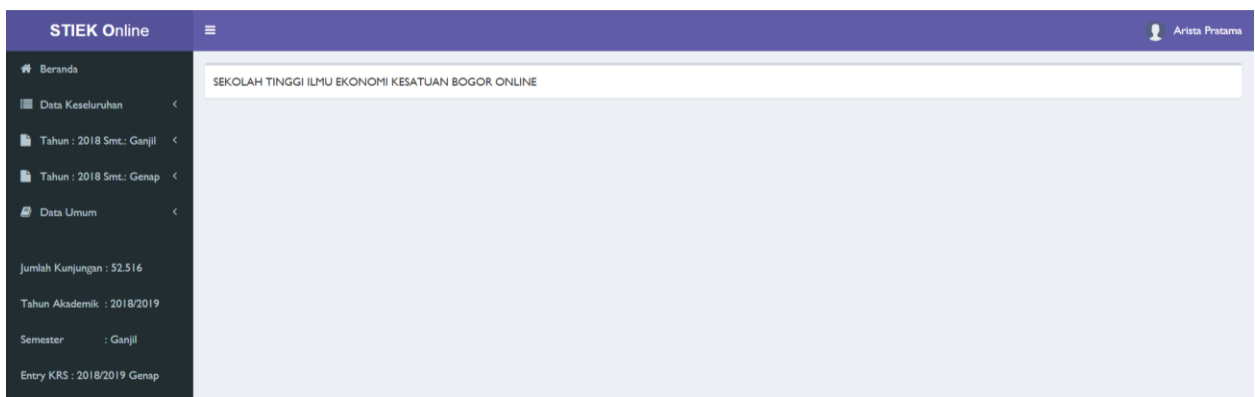 STIEK Online
Arista Pratama
Beranda
SEKOLAH TINGGI ILMU EKONOMI KESATUAN BOGOR ONLINE
Data Keseluruhan
Tahun : 2018 Smt.: Ganjil
Tahun : 2018 Smt.: Genap
Data Umum
Jumlah Kunjungan : 52.516
Tahun Akademik : 2018/2019
Semester : Ganjil
Entry KRS : 2018/2019 Genap